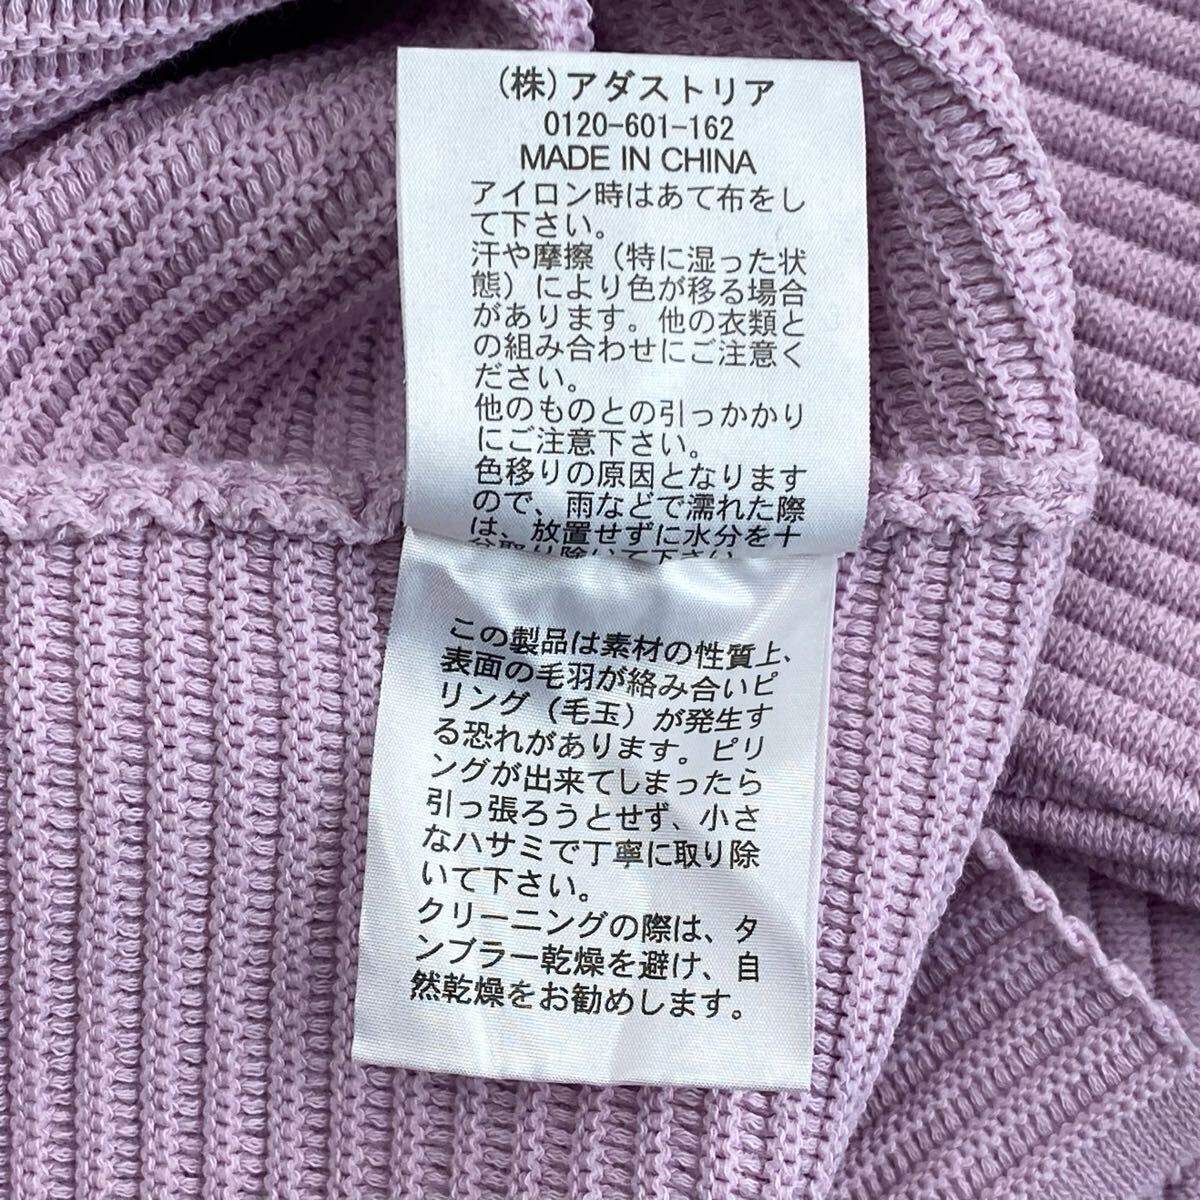 (株)アダストリア
0120-601-162
MADE IN CHINA
アイロン時はあて布をし
て下さい。
汗や摩擦（特に湿った状
態）により色が移る場合
があります。他の衣類と
の組み合わせにご注意く
ださい。
他のものとの引っかかり
にご注意下さい。
色移りの原因となります
ので、雨などで濡れた際
は、放置せずに水分を十
分取り除いて下さい。
この製品は素材の性質上、
表面の毛羽が絡み合いピ
リング（毛玉）が発生す
る恐れがあります。ピリ
ングが出来てしまったら
引っ張ろうとせず、小さ
なハサミで丁寧に取り除
いて下さい。
クリーニングの際は、タ
ンブラー乾燥を避け、自
然乾燥をお勧めします。